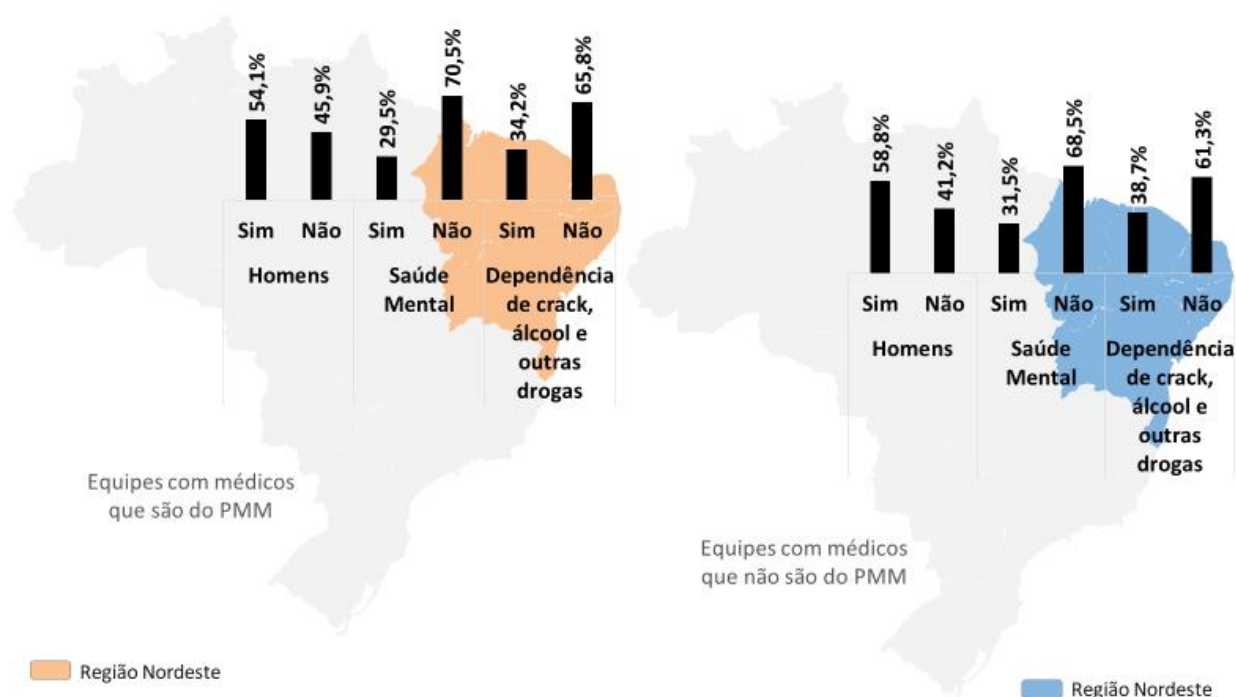 54,1%
45,9%
29,5%
70,5%
34,2%
65,8%
Sim Não Sim Não Sim Não
Homens
Saúde
Mental
Dependência
de crack,
álcool e
outras
drogas
Equipes com médicos
que são do PMM
Região Nordeste
58,8%
41,2%
31,5%
68,5%
38,7%
61,3%
Sim Não Sim Não Sim Não
Homens
Saúde
Mental
Dependência
de crack,
álcool e
outras
drogas
Equipes com médicos
que não são do PMM
Região Nordeste